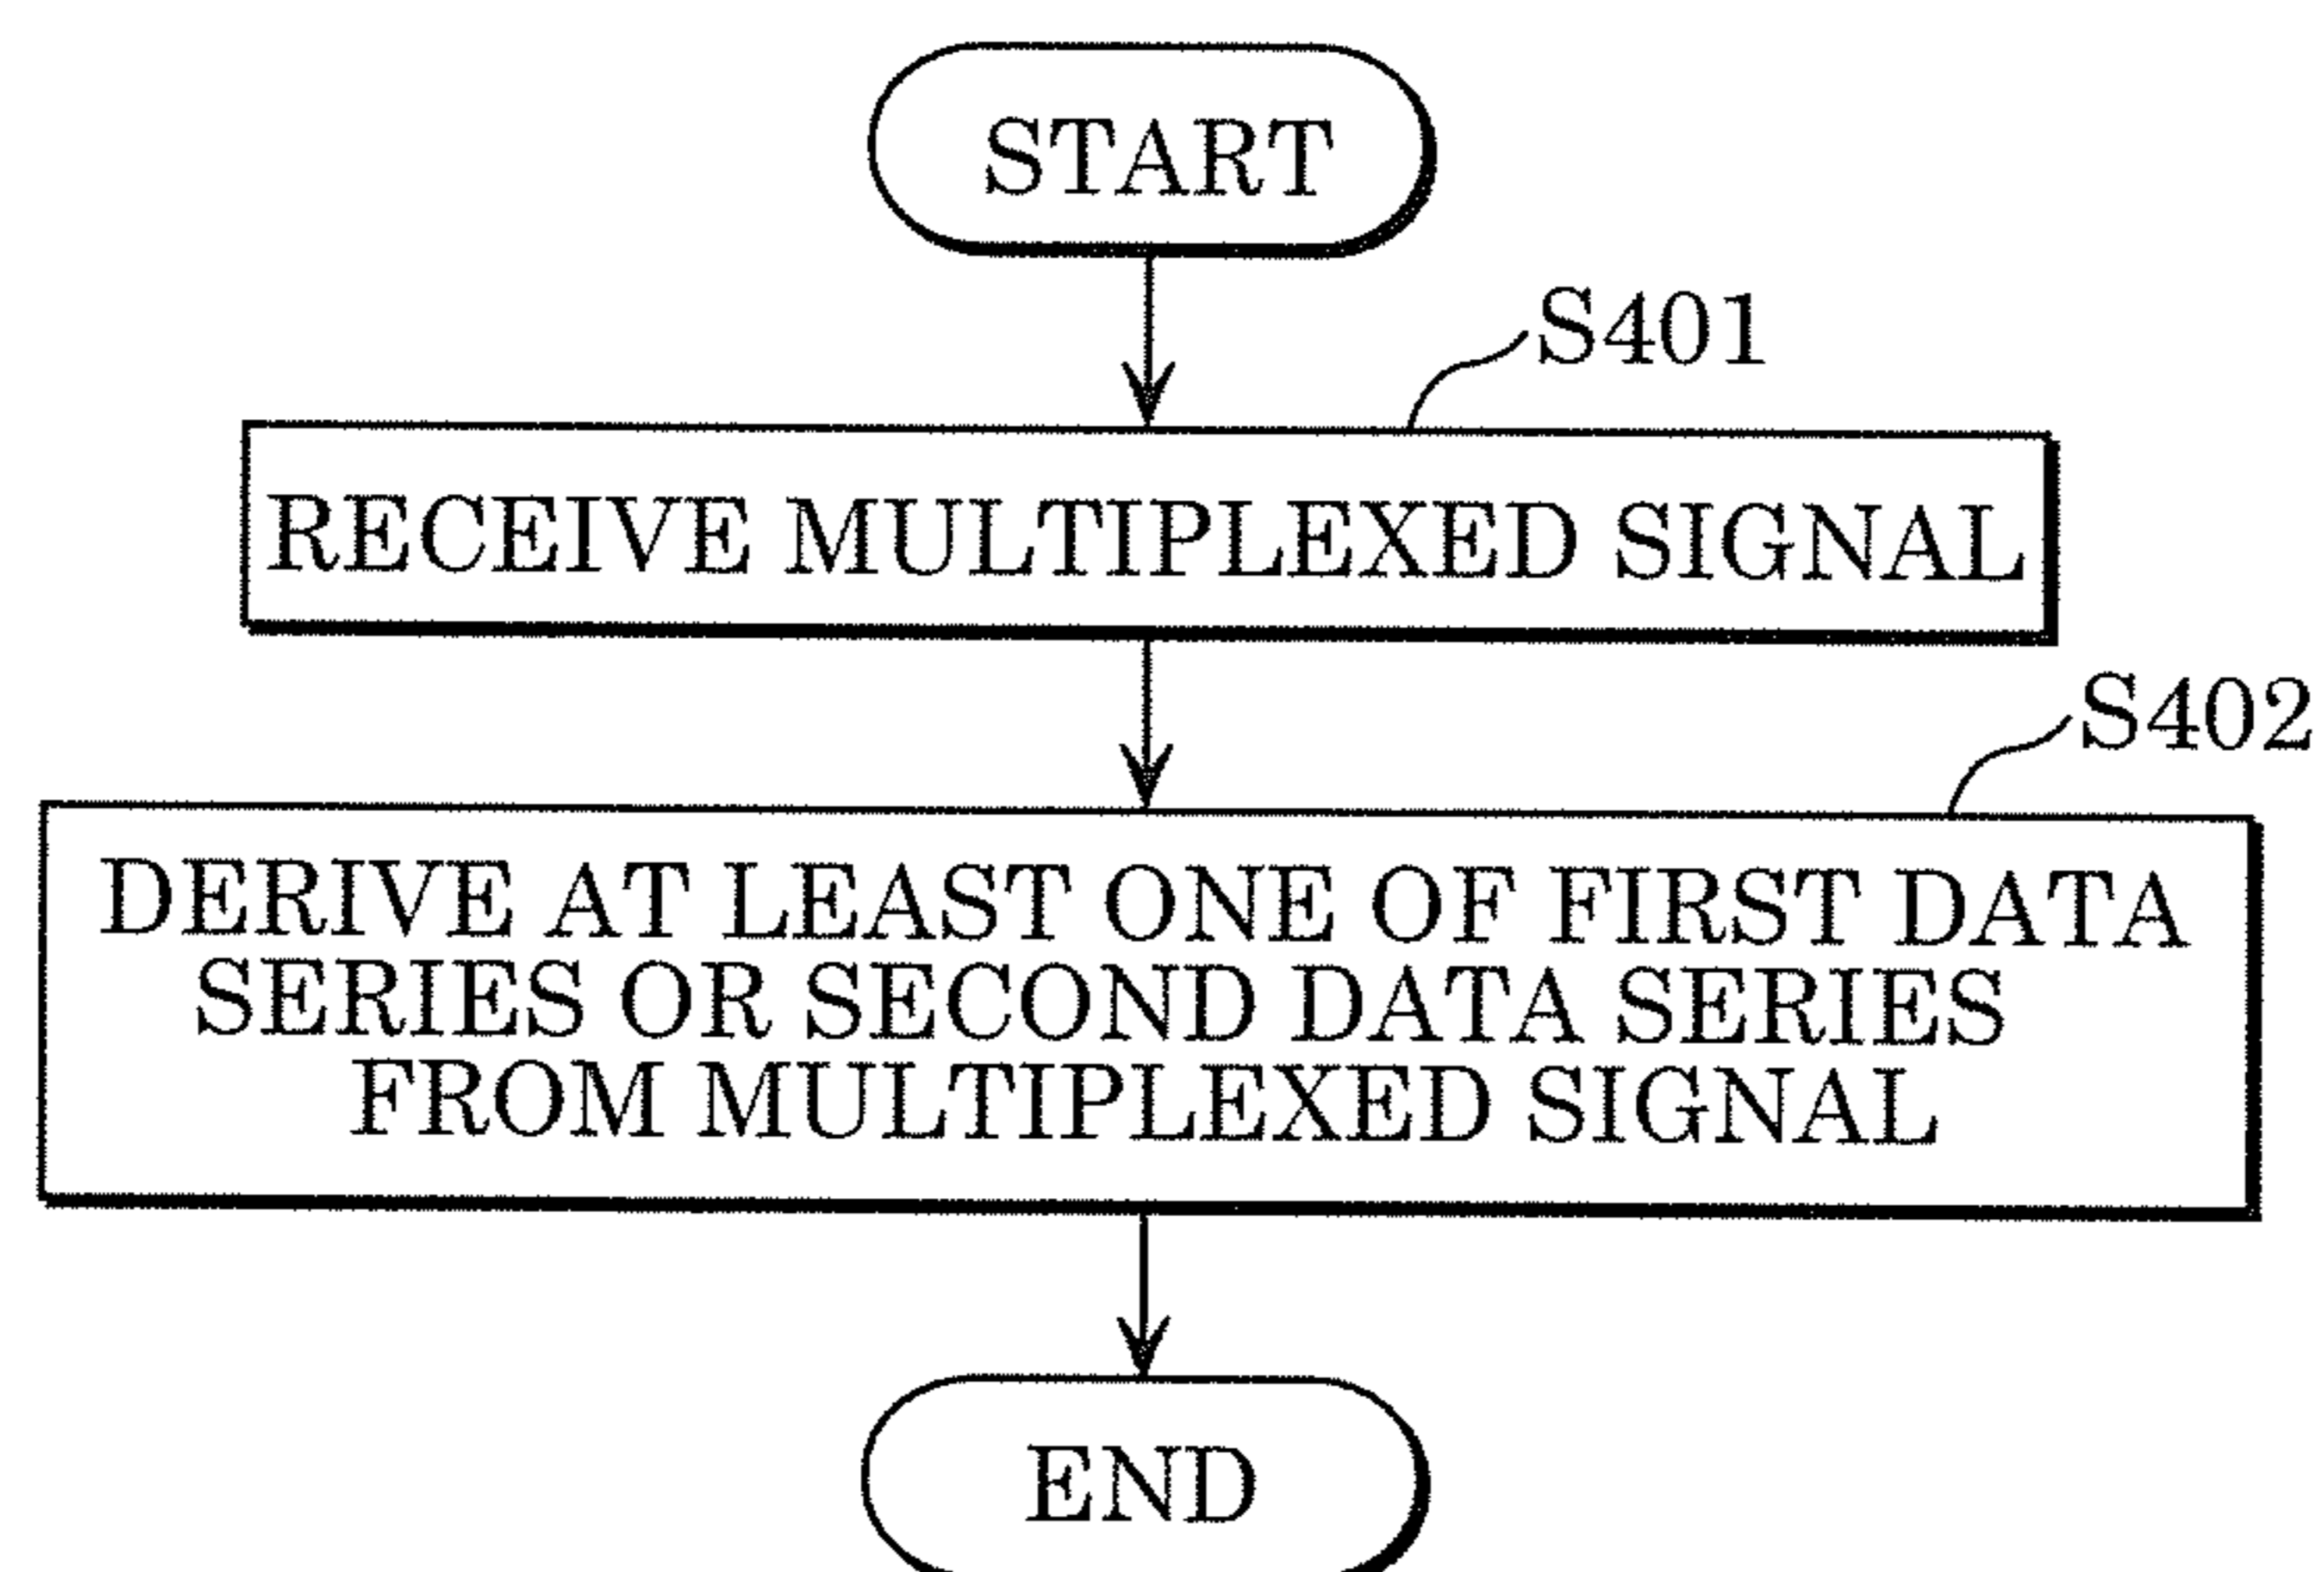 START
S401
RECEIVE MULTIPLEXED SIGNAL
S402
DERIVE AT LEAST ONE OF FIRST DATA
SERIES OR SECOND DATA SERIES
FROM MULTIPLEXED SIGNAL
END